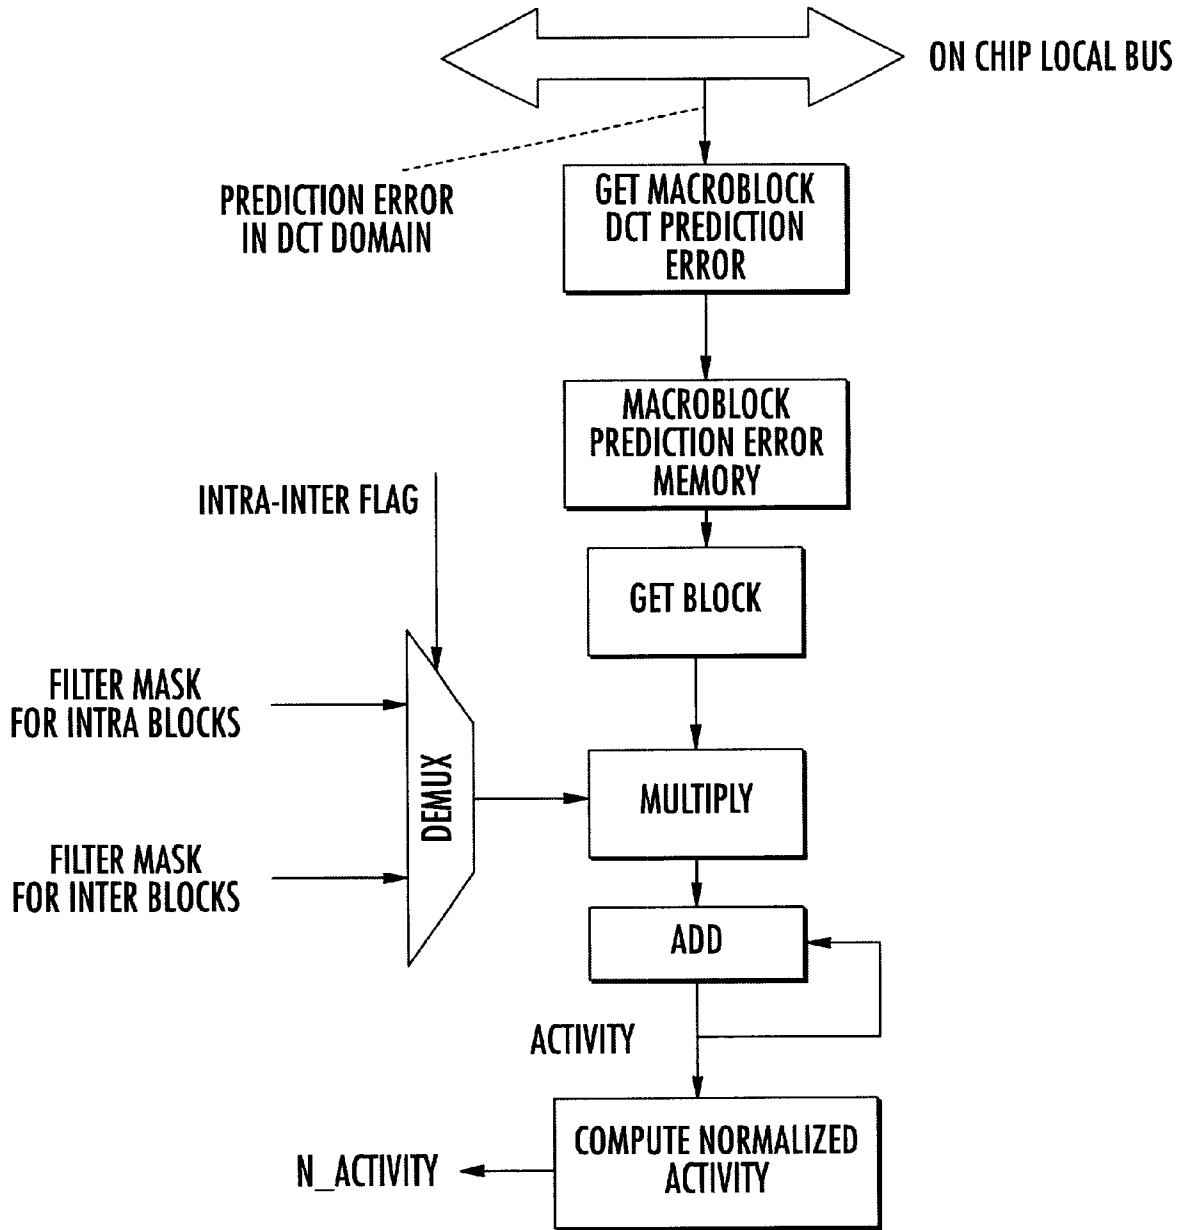 ON CHIP LOCAL BUS
PREDICTION ERROR
IN DCT DOMAIN
GET MACROBLOCK
DCT PREDICTION
ERROR
MACROBLOCK
PREDICTION ERROR
MEMORY
INTRA-INTER FLAG
GET BLOCK
FILTER MASK
FOR INTRA BLOCKS
DEMUX
MULTIPLY
FILTER MASK
FOR INTER BLOCKS
ADD
ACTIVITY
COMPUTE NORMALIZED
ACTIVITY
N_ACTIVITY